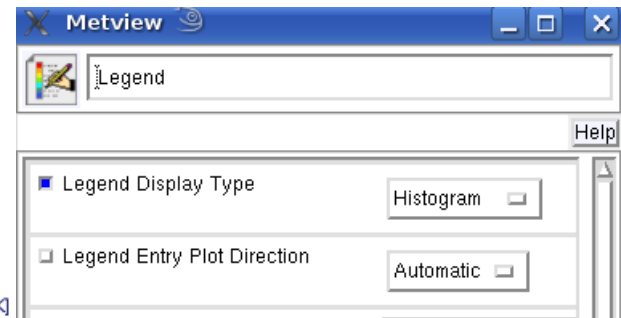 Metview
Legend
Help
Legend Display Type
Histogram
Legend Entry Plot Direction
Automatic